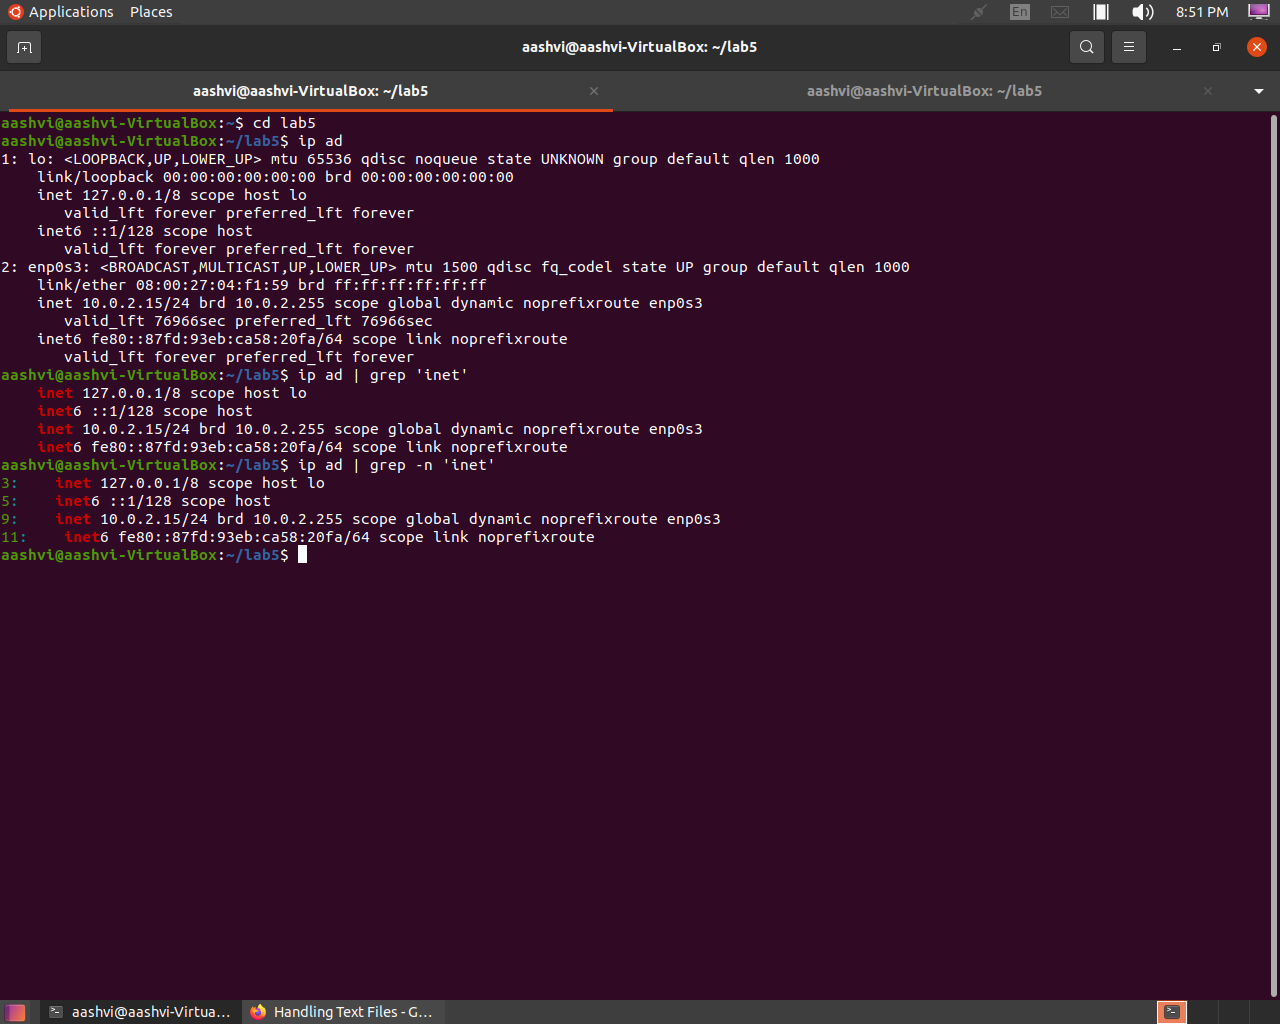 Applications Places En 8:51 PM
aashvi@aashvi-VirtualBox: ~/lab5
aashvi@aashvi-VirtualBox: ~/lab5 aashvi@aashvi-VirtualBox: ~/lab5
aashvi@aashvi-VirtualBox:~$ cd lab5
aashvi@aashvi-VirtualBox:~/lab5$ ip ad
1: lo: <LOOPBACK,UP,LOWER_UP> mtu 65536 qdisc noqueue state UNKNOWN group default qlen 1000
    link/loopback 00:00:00:00:00:00 brd 00:00:00:00:00:00
    inet 127.0.0.1/8 scope host lo
       valid_lft forever preferred_lft forever
    inet6 ::1/128 scope host
       valid_lft forever preferred_lft forever
2: enp0s3: <BROADCAST,MULTICAST,UP,LOWER_UP> mtu 1500 qdisc fq_codel state UP group default qlen 1000
    link/ether 08:00:27:04:f1:59 brd ff:ff:ff:ff:ff:ff
    inet 10.0.2.15/24 brd 10.0.2.255 scope global dynamic noprefixroute enp0s3
       valid_lft 76966sec preferred_lft 76966sec
    inet6 fe80::87fd:93eb:ca58:20fa/64 scope link noprefixroute
       valid_lft forever preferred_lft forever
aashvi@aashvi-VirtualBox:~/lab5$ ip ad | grep 'inet'
    inet 127.0.0.1/8 scope host lo
    inet6 ::1/128 scope host
    inet 10.0.2.15/24 brd 10.0.2.255 scope global dynamic noprefixroute enp0s3
    inet6 fe80::87fd:93eb:ca58:20fa/64 scope link noprefixroute
aashvi@aashvi-VirtualBox:~/lab5$ ip ad | grep -n 'inet'
3:    inet 127.0.0.1/8 scope host lo
5:    inet6 ::1/128 scope host
9:    inet 10.0.2.15/24 brd 10.0.2.255 scope global dynamic noprefixroute enp0s3
11:    inet6 fe80::87fd:93eb:ca58:20fa/64 scope link noprefixroute
aashvi@aashvi-VirtualBox:~/lab5$
aashvi@aashvi-Virtua... Handling Text Files - G...